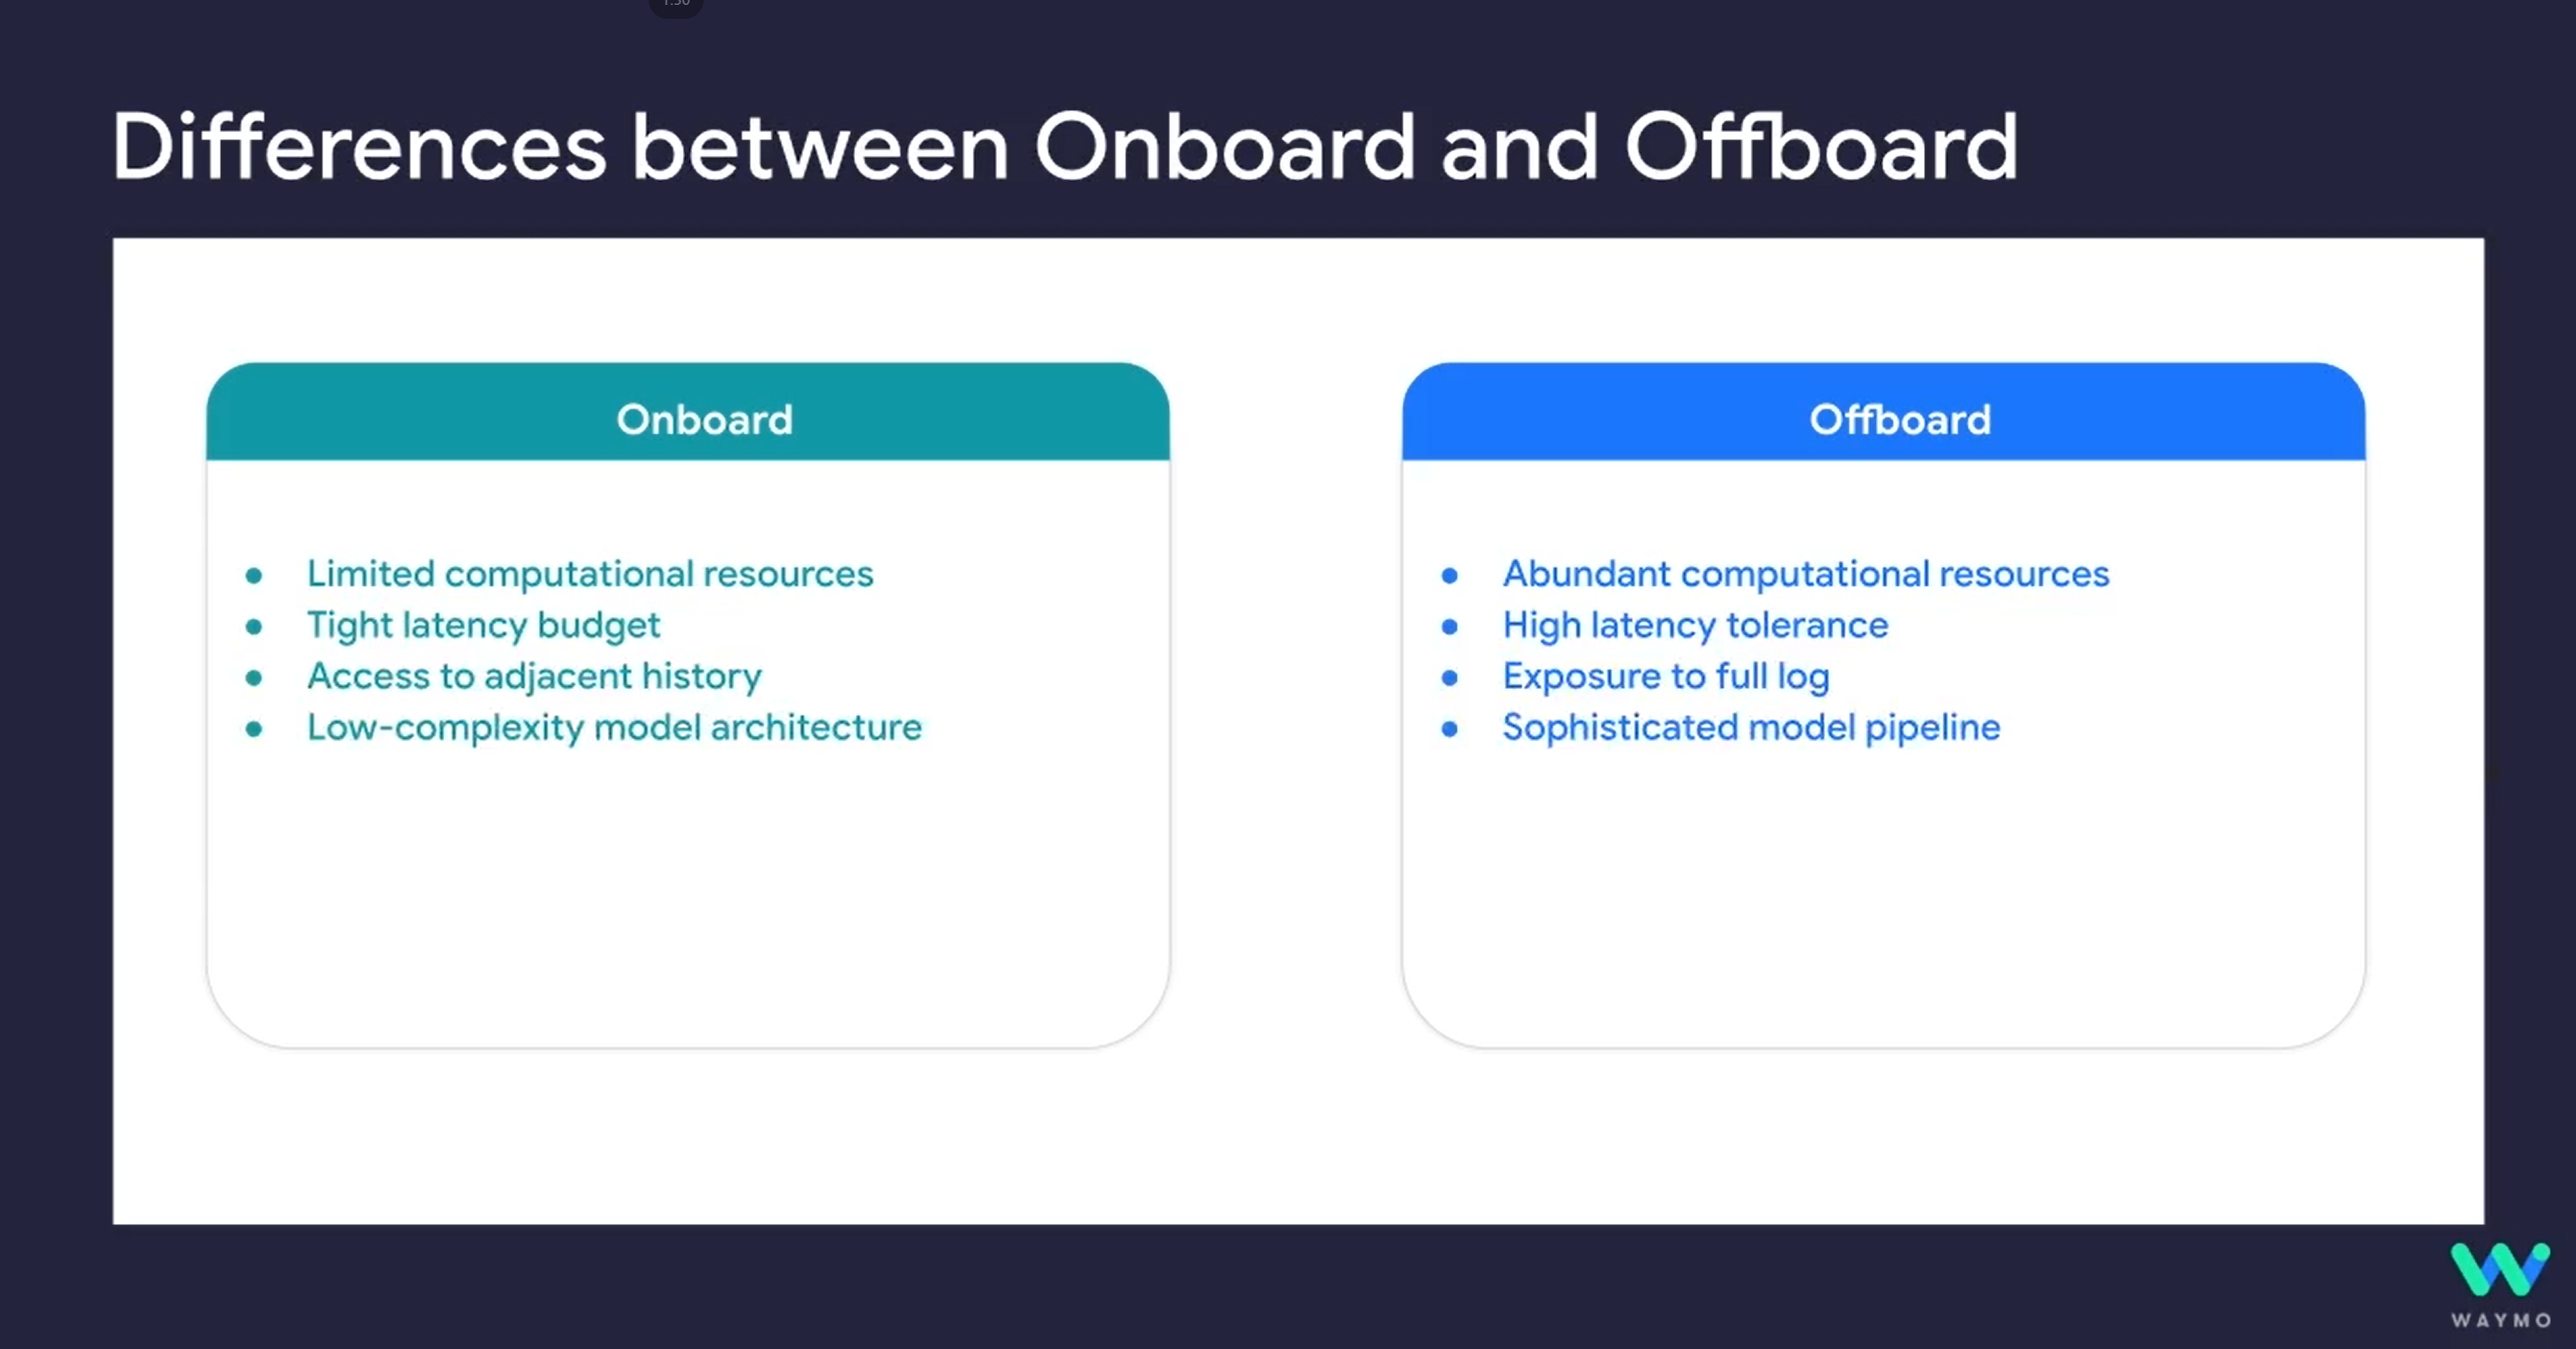 Differences between Onboard and Offboard
Onboard
• Limited computational resources
• Tight latency budget
• Access to adjacent history
• Low-complexity model architecture
Offboard
• Abundant computational resources
• High latency tolerance
• Exposure to full log
• Sophisticated model pipeline
WAYMO